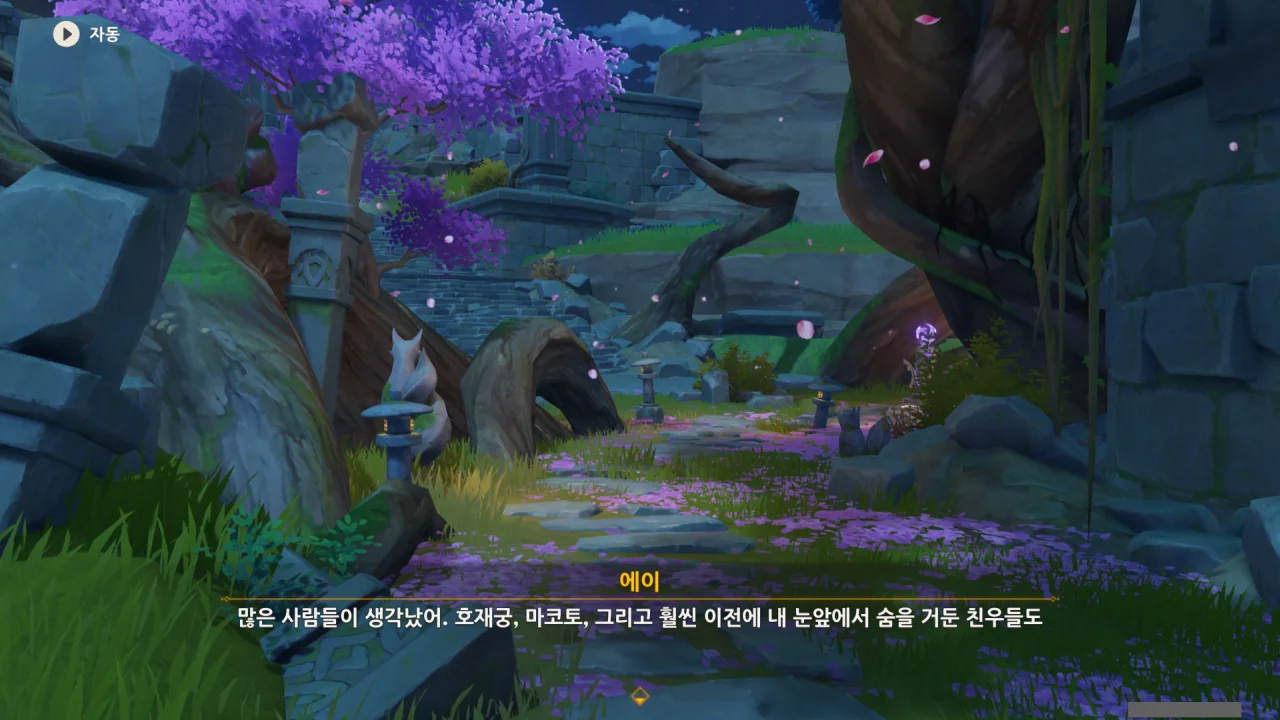 자동
에이
많은 사람들이 생각났어. 호재궁, 마코토, 그리고 훨씬 이전에 내 눈앞에서 숨을 거둔 친우들도